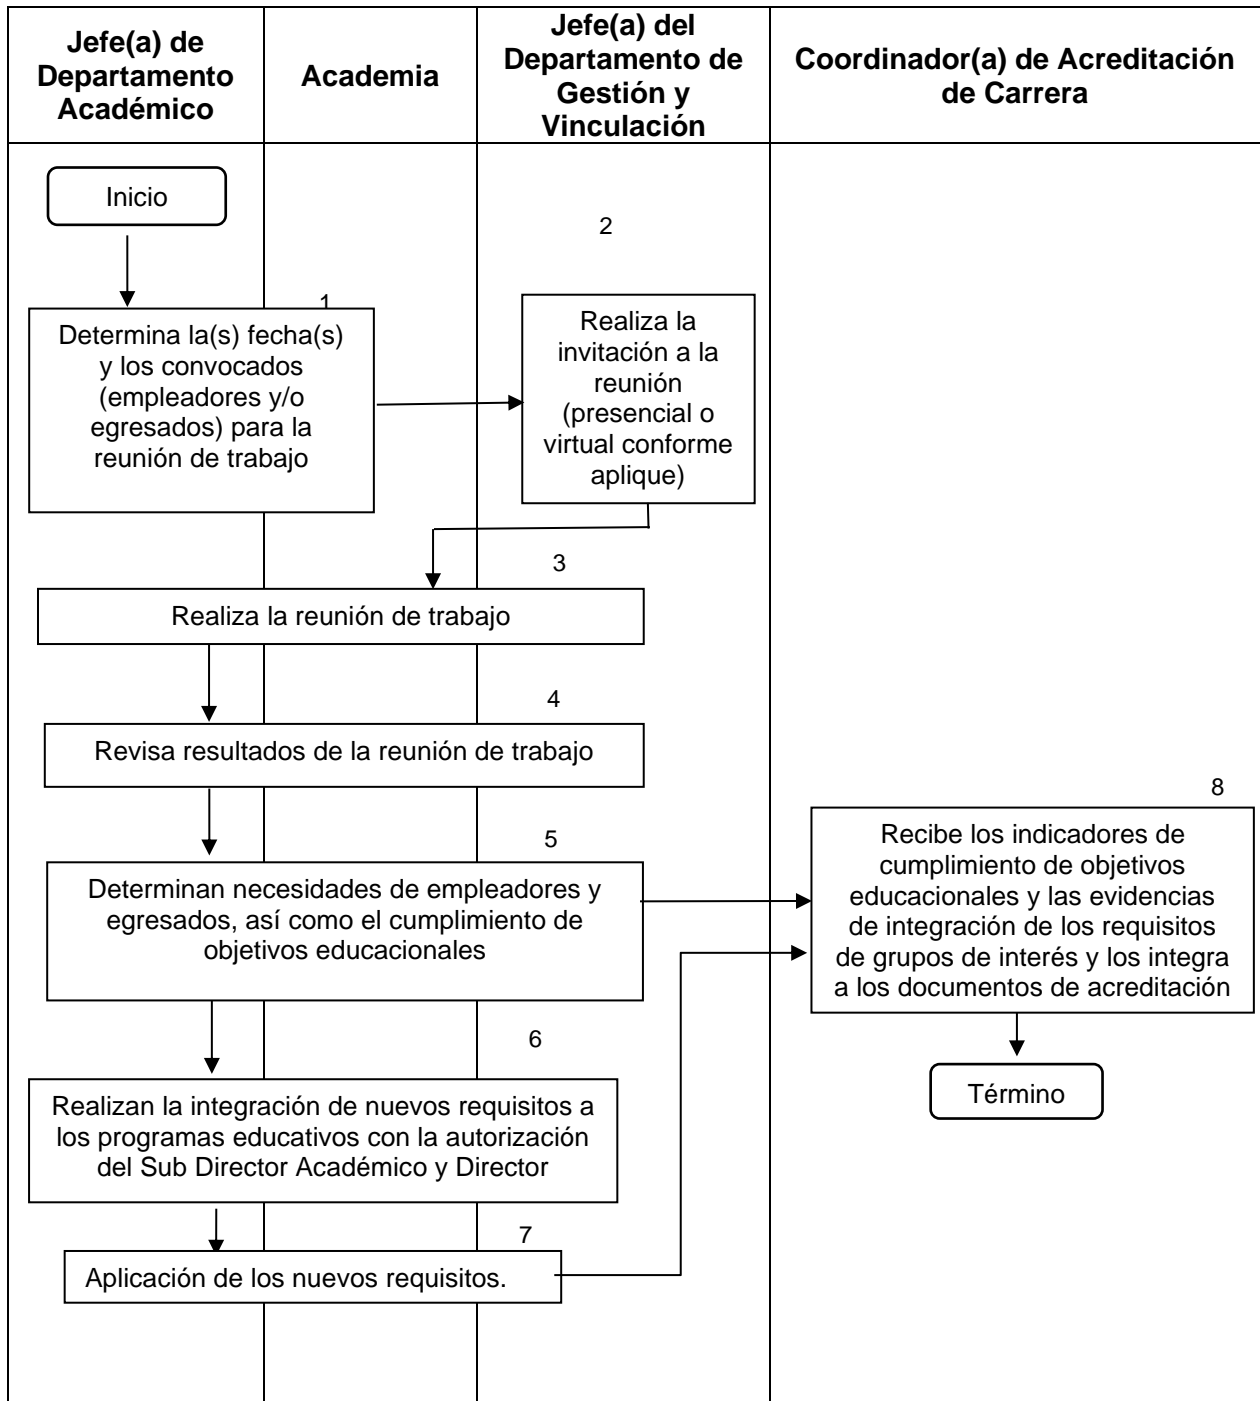 Jefe(a) de
Departamento
Académico
Academia
Jefe(a) del
Departamento de
Gestión y
Vinculación
Coordinador(a) de Acreditación
de Carrera
Inicio
1
Determina la(s) fecha(s)
y los convocados
(empleadores y/o
egresados) para la
reunión de trabajo
2
Realiza la
invitación a la
reunión
(presencial o
virtual conforme
aplique)
3
Realiza la reunión de trabajo
4
Revisa resultados de la reunión de trabajo
5
Determinan necesidades de empleadores y
egresados, así como el cumplimiento de
objetivos educacionales
6
Realizan la integración de nuevos requisitos a
los programas educativos con la autorización
del Sub Director Académico y Director
7
Aplicación de los nuevos requisitos.
8
Recibe los indicadores de
cumplimiento de objetivos
educacionales y las evidencias
de integración de los requisitos
de grupos de interés y los integra
a los documentos de acreditación
Término